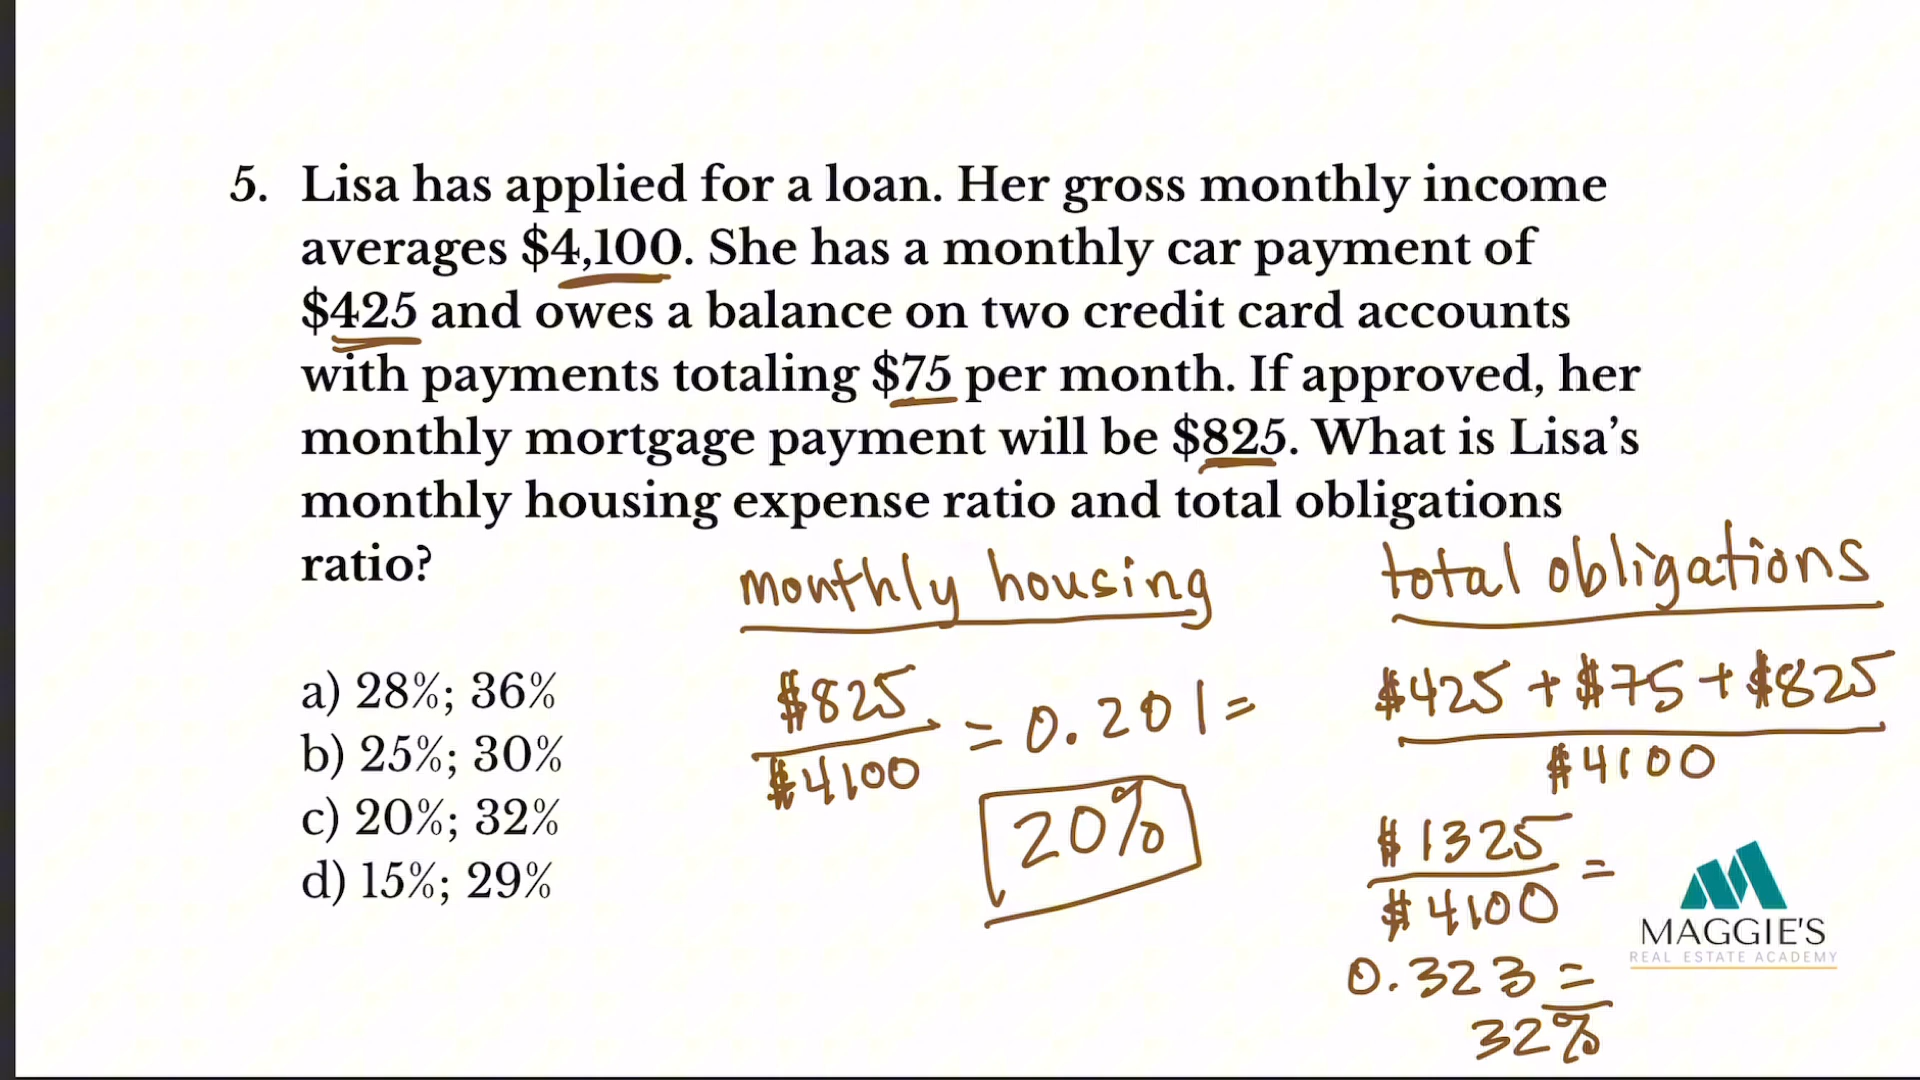 5. Lisa has applied for a loan. Her gross monthly income
averages $4,100. She has a monthly car payment of
$425 and owes a balance on two credit card accounts
with payments totaling $75 per month. If approved, her
monthly mortgage payment will be $825. What is Lisa’s
monthly housing expense ratio and total obligations
ratio?
a) 28%; 36%
b) 25%; 30%
c) 20%; 32%
d) 15%; 29%
monthly housing
$825
$4100
= 0.201 =
20%
total obligations
$425 + $75 + $825
$4100
$1325
$4100
=
0.323 =
32%
MAGGIE'S
REAL ESTATE ACADEMY